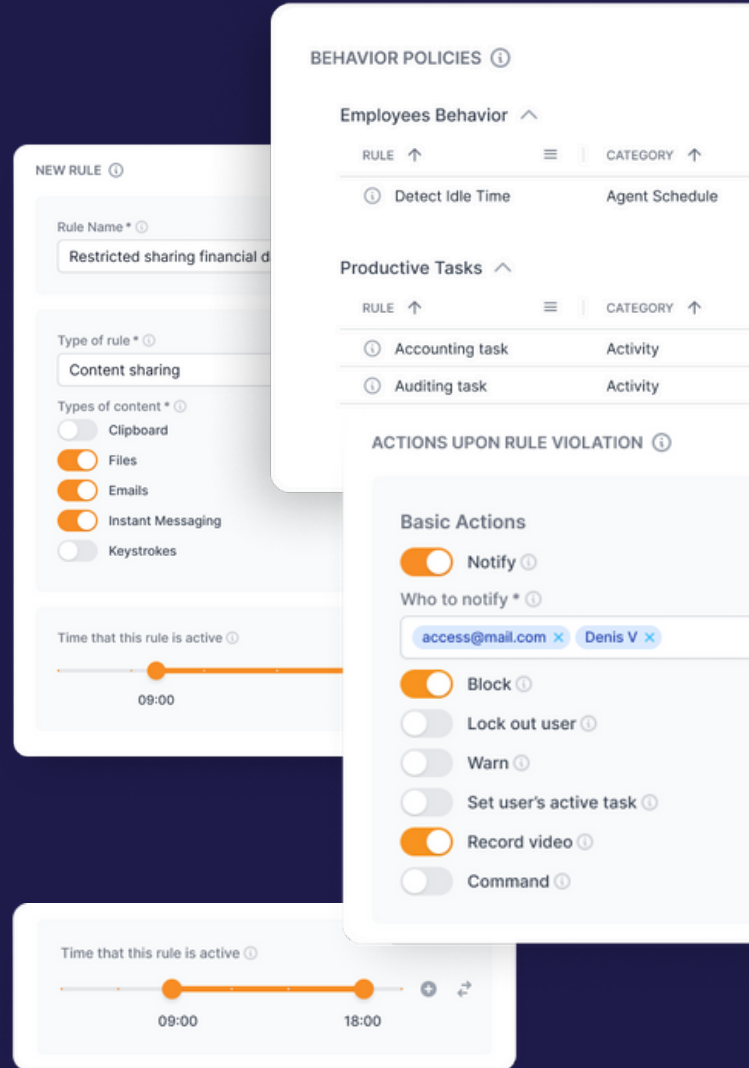 BEHAVIOR POLICIES
Employees Behavior
RULE CATEGORY
Detect Idle Time Agent Schedule
Productive Tasks
RULE CATEGORY
Accounting task Activity
Auditing task Activity
NEW RULE
Rule Name *
Restricted sharing financial d
Type of rule *
Content sharing
Types of content *
Clipboard
Files
Emails
Instant Messaging
Keystrokes
Time that this rule is active
09:00
ACTIONS UPON RULE VIOLATION
Basic Actions
Notify
Who to notify *
access@mail.com × Denis V ×
Block
Lock out user
Warn
Set user's active task
Record video
Command
Time that this rule is active
09:00 18:00